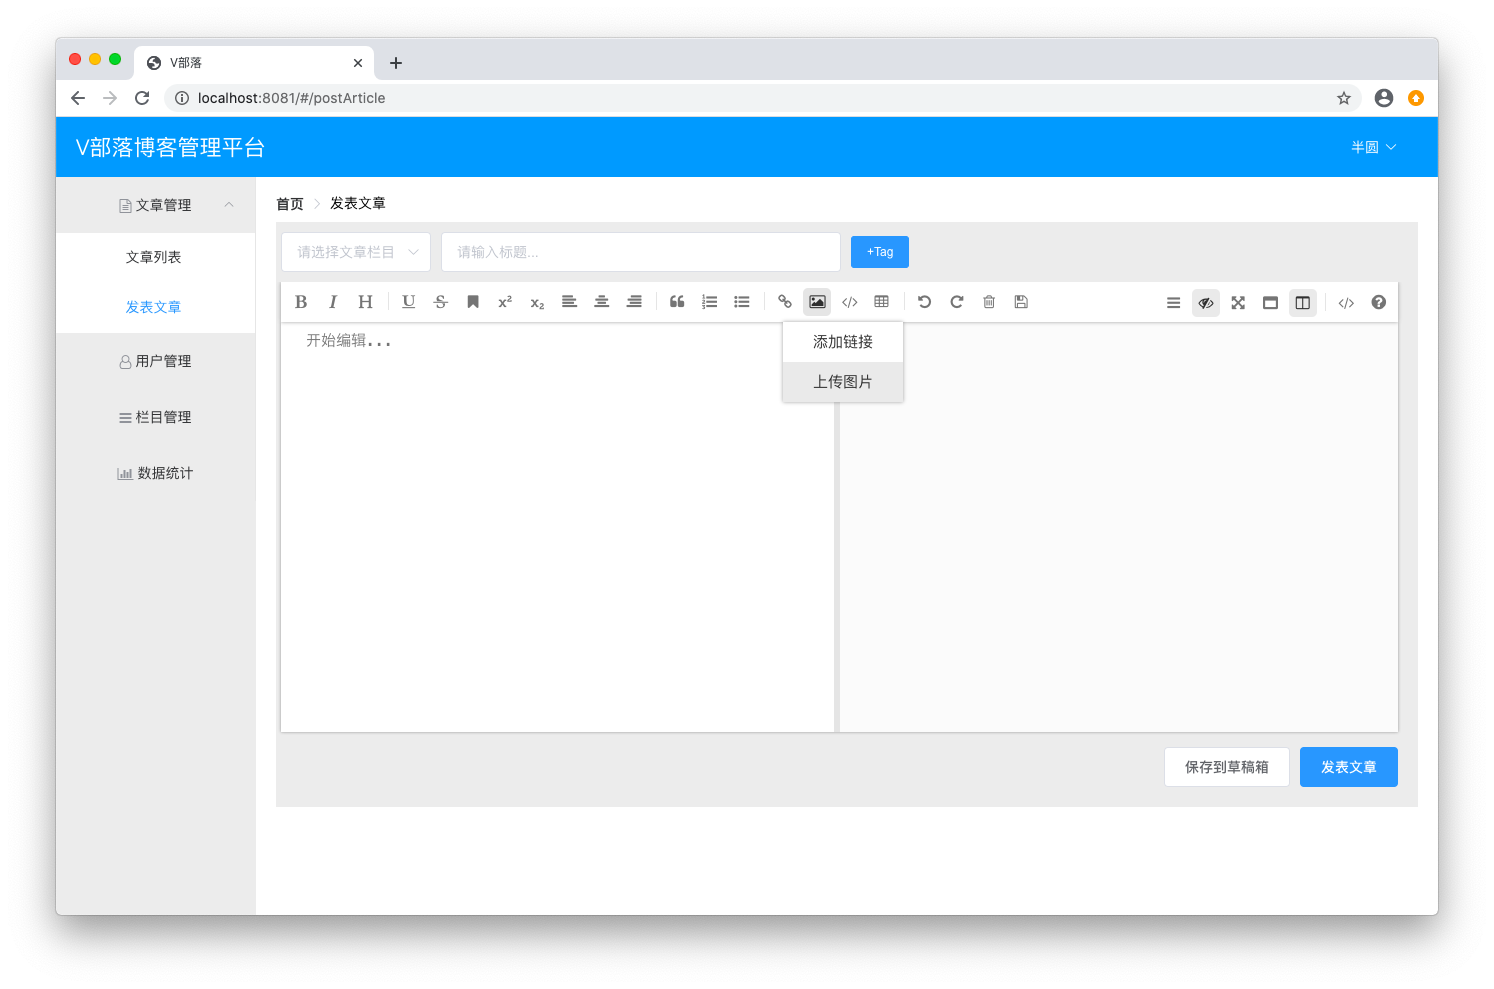 V部落
localhost:8081/#/postArticle
V部落博客管理平台
半圆
文章管理
文章列表
发表文章
用户管理
栏目管理
数据统计
首页 发表文章
请选择文章栏目 请输入标题... +Tag
开始编辑...
添加链接
上传图片
保存到草稿箱 发表文章